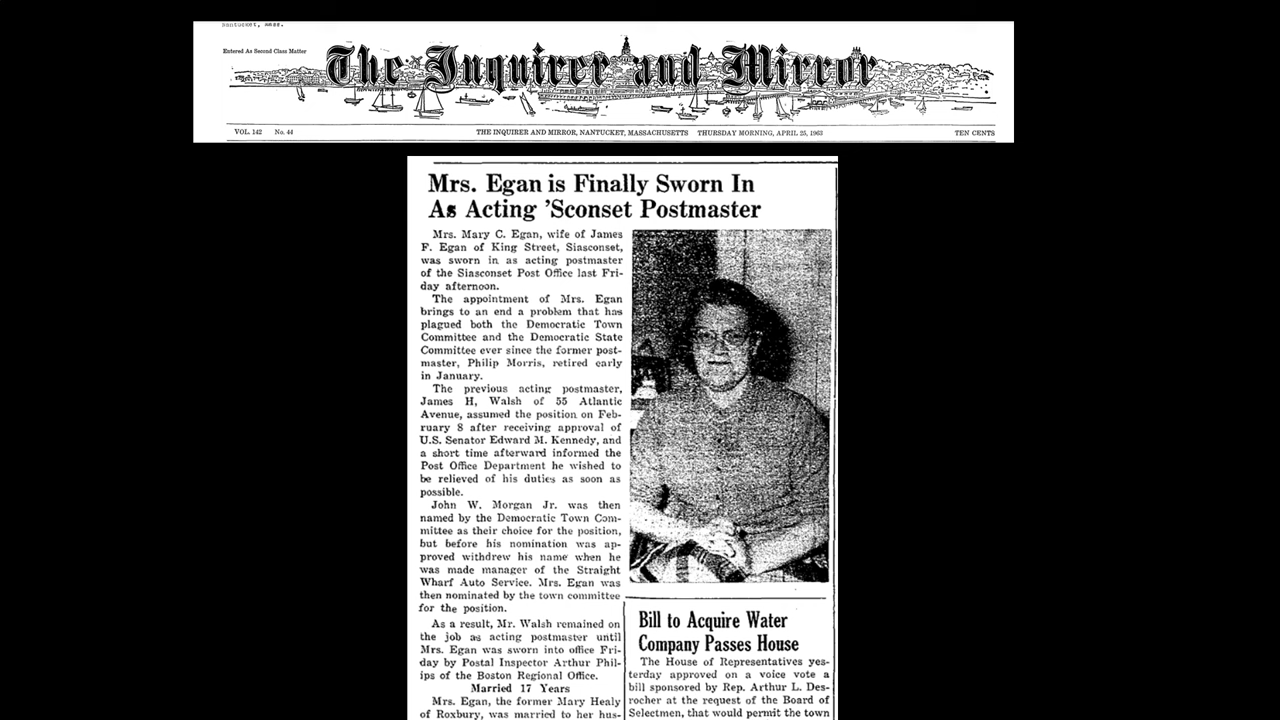 Nantucket, Mass.
Entered As Second Class Matter
The Inquirer and Mirror
VOL. 142 No. 44 THE INQUIRER AND MIRROR, NANTUCKET, MASSACHUSETTS THURSDAY MORNING, APRIL 25, 1963 TEN CENTS
Mrs. Egan is Finally Sworn In
As Acting 'Sconset Postmaster
Mrs. Mary C. Egan, wife of James
F. Egan of King Street, Siasconset,
was sworn in as acting postmaster
of the Siasconset Post Office last Fri-
day afternoon.
The appointment of Mrs. Egan
brings to an end a problem that has
plagued both the Democratic Town
Committee and the Democratic State
Committee ever since the former post-
master, Philip Morris, retired early
in January.
The previous acting postmaster,
James H, Walsh of 55 Atlantic
Avenue, assumed the position on Feb-
ruary 8 after receiving approval of
U.S. Senator Edward M. Kennedy, and
a short time afterward informed the
Post Office Department he wished to
be relieved of his duties as soon as
possible.
John W. Morgan Jr. was then
named by the Democratic Town Com-
mittee as their choice for the position,
but before his nomination was ap-
proved withdrew his name when he
was made manager of the Straight
Wharf Auto Service. Mrs. Egan was
then nominated by the town committee
for the position.
As a result, Mr. Walsh remained on
the job as acting postmaster until
Mrs. Egan was sworn into office Fri-
day by Postal Inspector Arthur Phil-
ips of the Boston Regional Office.
Married 17 Years
Mrs. Egan, the former Mary Healy
of Roxbury, was married to her hus-
Bill to Acquire Water
Company Passes House
The House of Representatives yes-
terday approved on a voice vote a
bill sponsored by Rep. Arthur L. Des-
rocher at the request of the Board of
Selectmen, that would permit the town